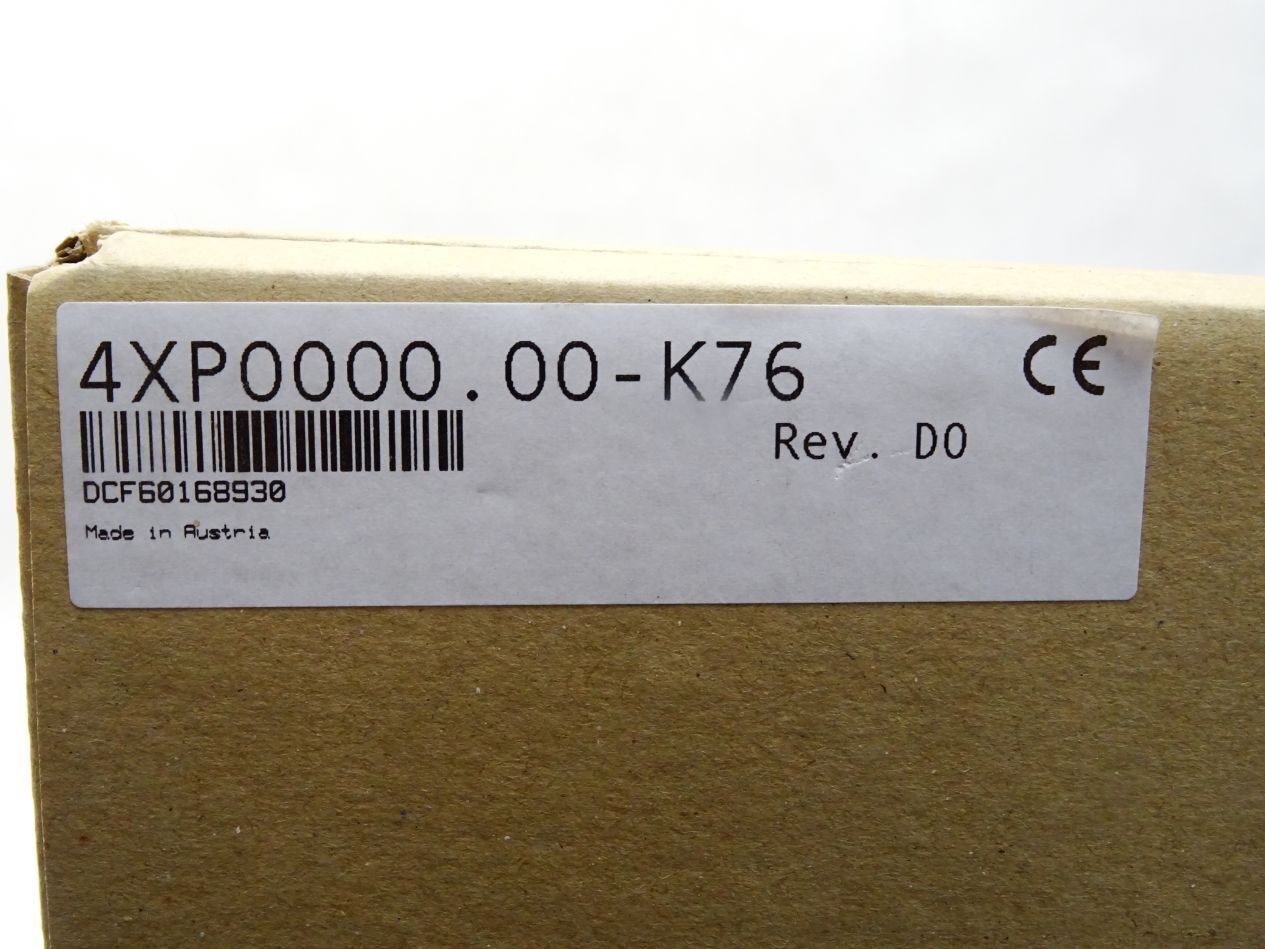 4XP0000.00-K76
CE
Rev. D0
DCF60168930
Made in Austria